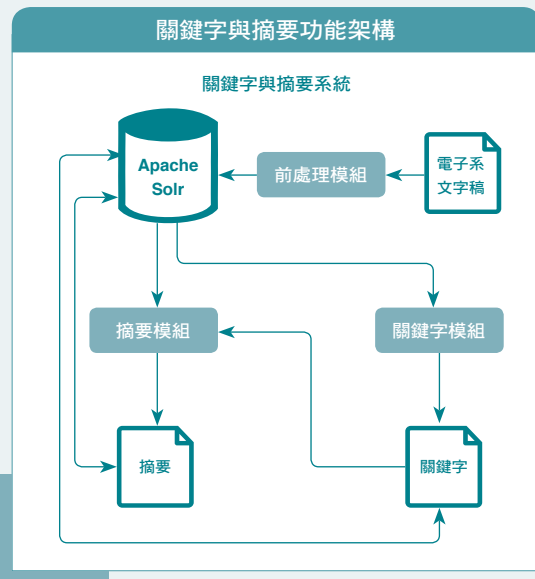 關鍵字與摘要功能架構
關鍵字與摘要系統
Apache
Solr
前處理模組
電子系
文字稿
摘要模組
關鍵字模組
摘要
關鍵字